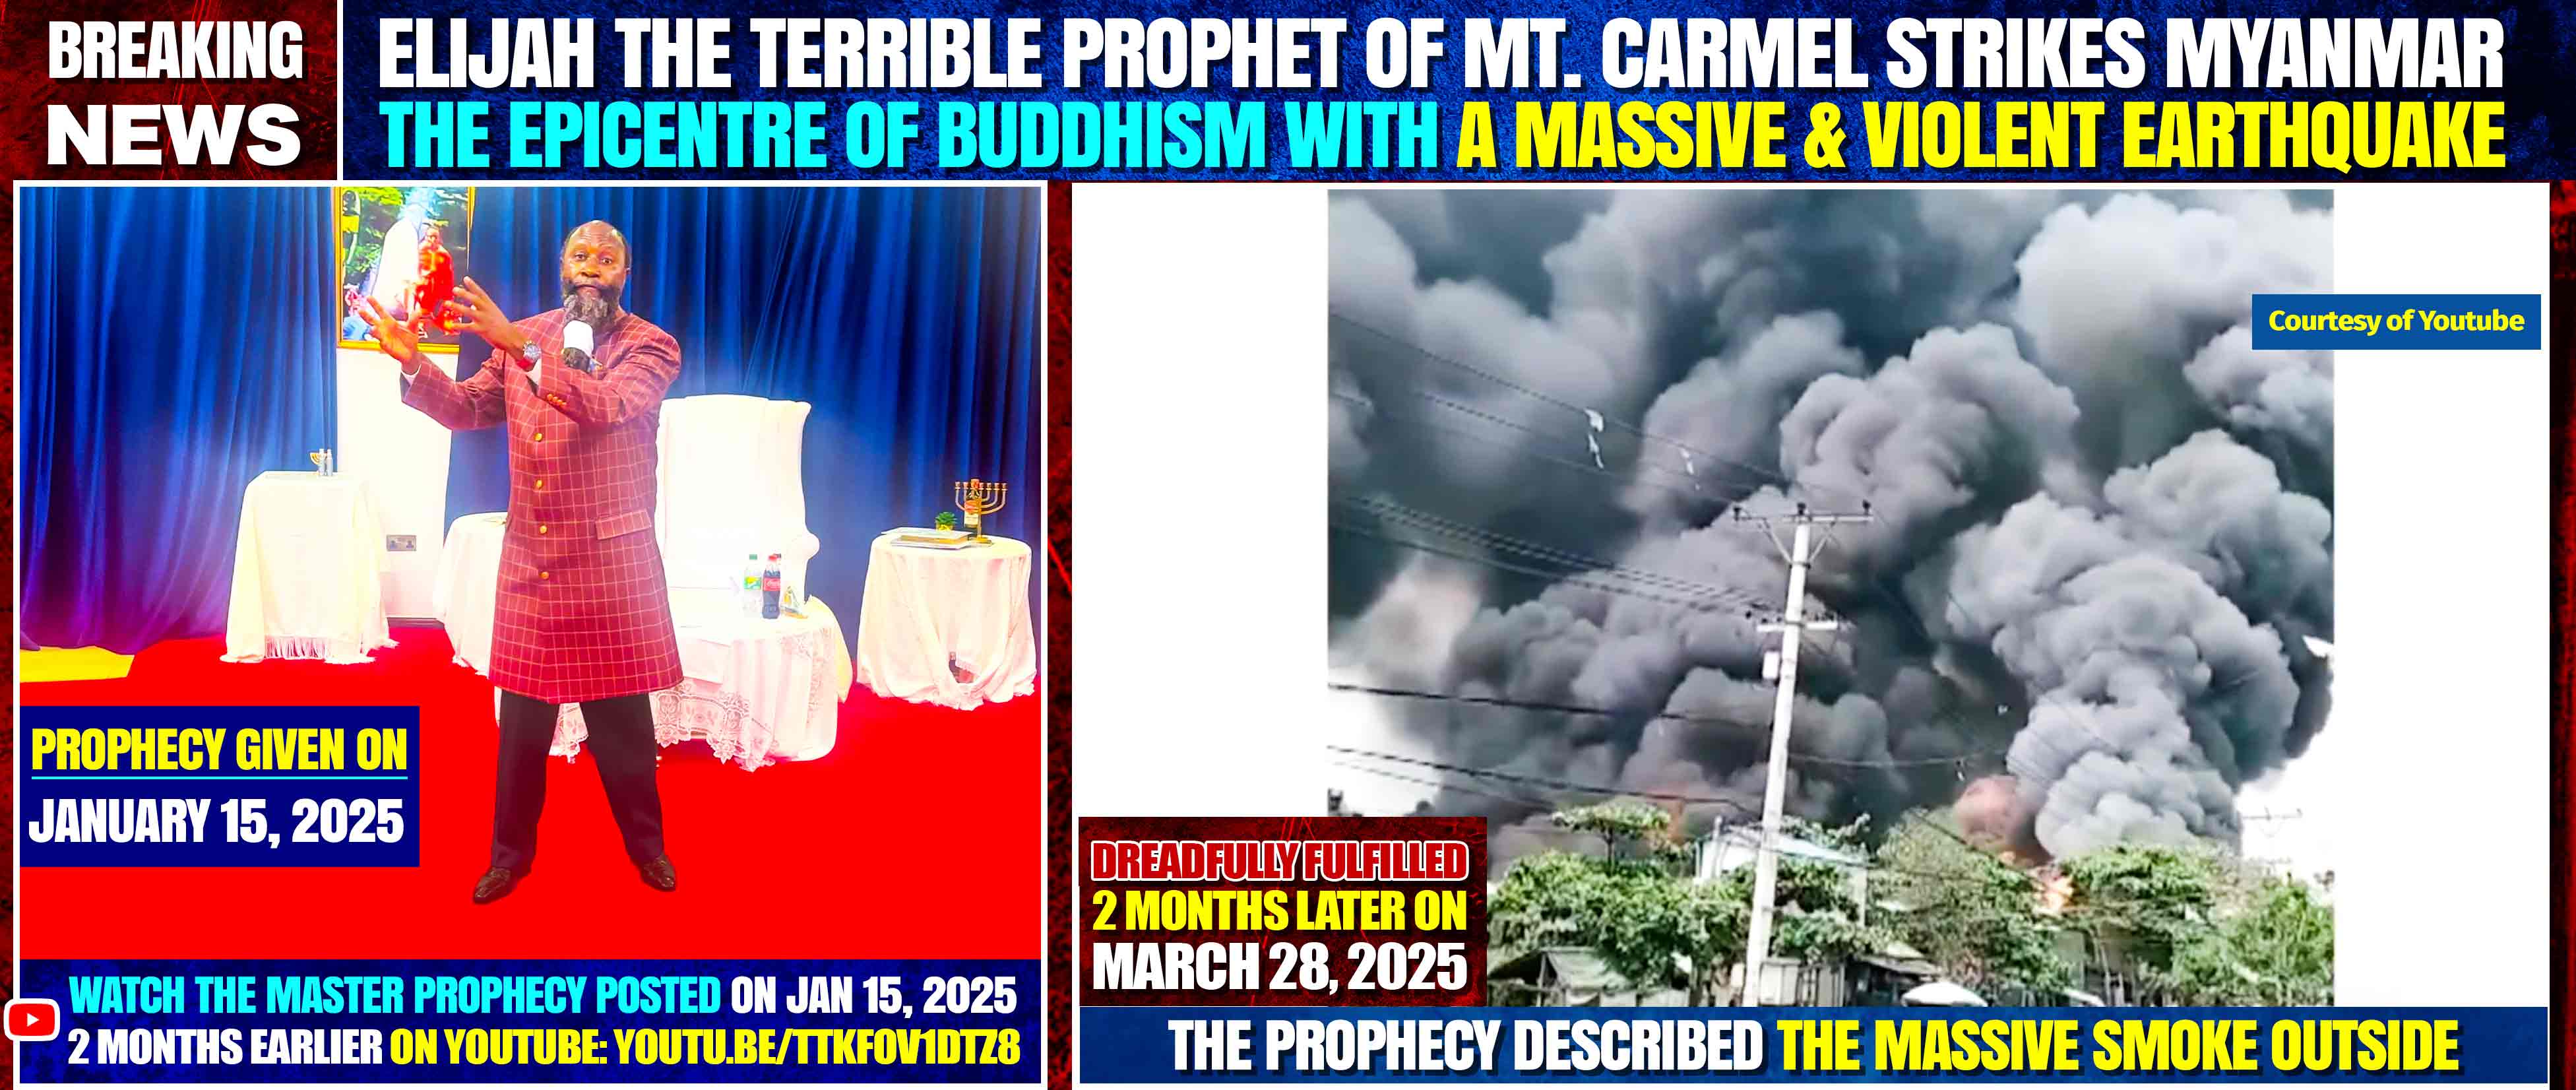 BREAKING
NEWS
ELIJAH THE TERRIBLE PROPHET OF MT. CARMEL STRIKES MYANMAR
THE EPICENTRE OF BUDDHISM WITH A MASSIVE & VIOLENT EARTHQUAKE
Courtesy of Youtube
PROPHECY GIVEN ON
JANUARY 15, 2025
WATCH THE MASTER PROPHECY POSTED ON JAN 15, 2025
2 MONTHS EARLIER ON YOUTUBE: YOUTU.BE/TTKFOV1DTZ8
DREADFULLY FULFILLED
2 MONTHS LATER ON
MARCH 28, 2025
THE PROPHECY DESCRIBED THE MASSIVE SMOKE OUTSIDE